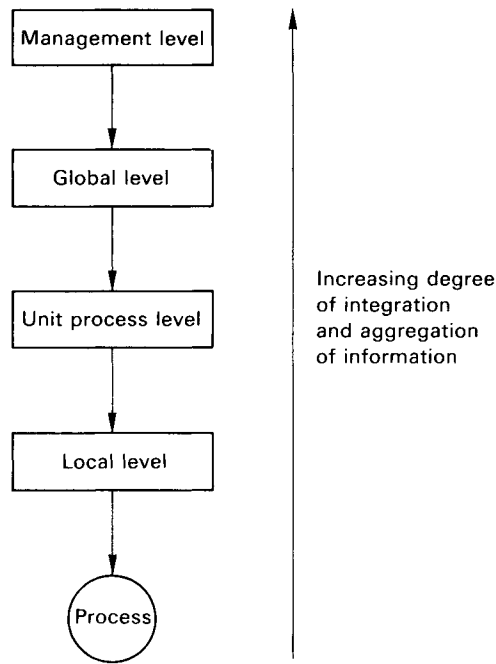 Management level
Global level
Unit process level
Local level
Process
Increasing degree
of integration
and aggregation
of information